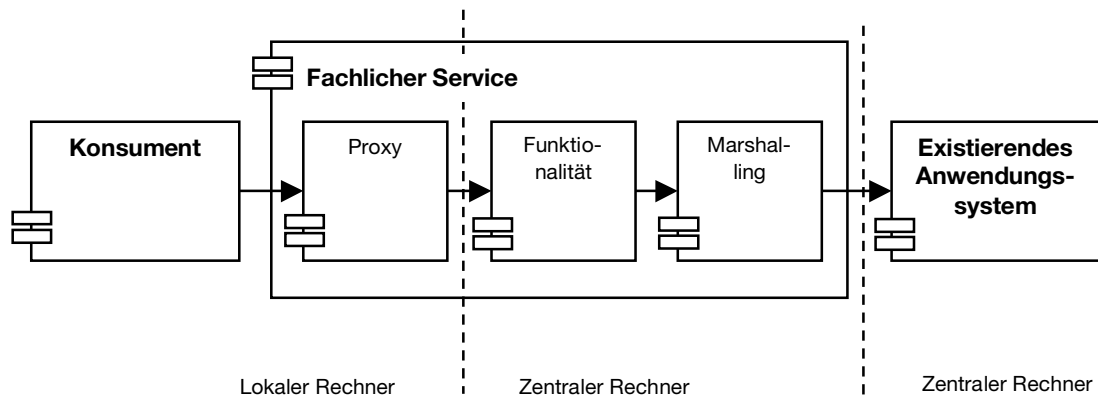 Fachlicher Service
Konsument
Proxy
Funktio-
nalität
Marshal-
ling
Existierendes
Anwendungs-
system
Lokaler Rechner
Zentraler Rechner
Zentraler Rechner